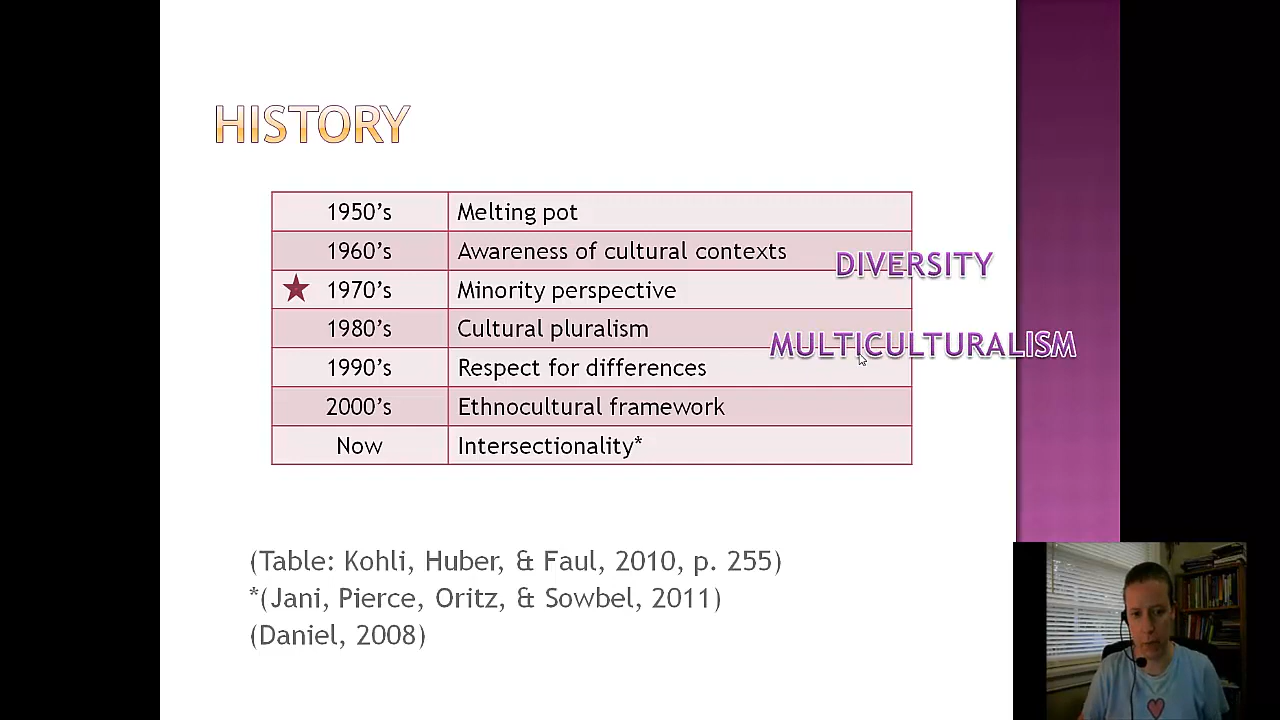 HISTORY
1950's Melting pot
1960's Awareness of cultural contexts
DIVERSITY
1970's Minority perspective
1980's Cultural pluralism
MULTICULTURALISM
1990's Respect for differences
2000's Ethnocultural framework
Now Intersectionality*
(Table: Kohli, Huber, & Faul, 2010, p. 255)
*(Jani, Pierce, Oritz, & Sowbel, 2011)
(Daniel, 2008)